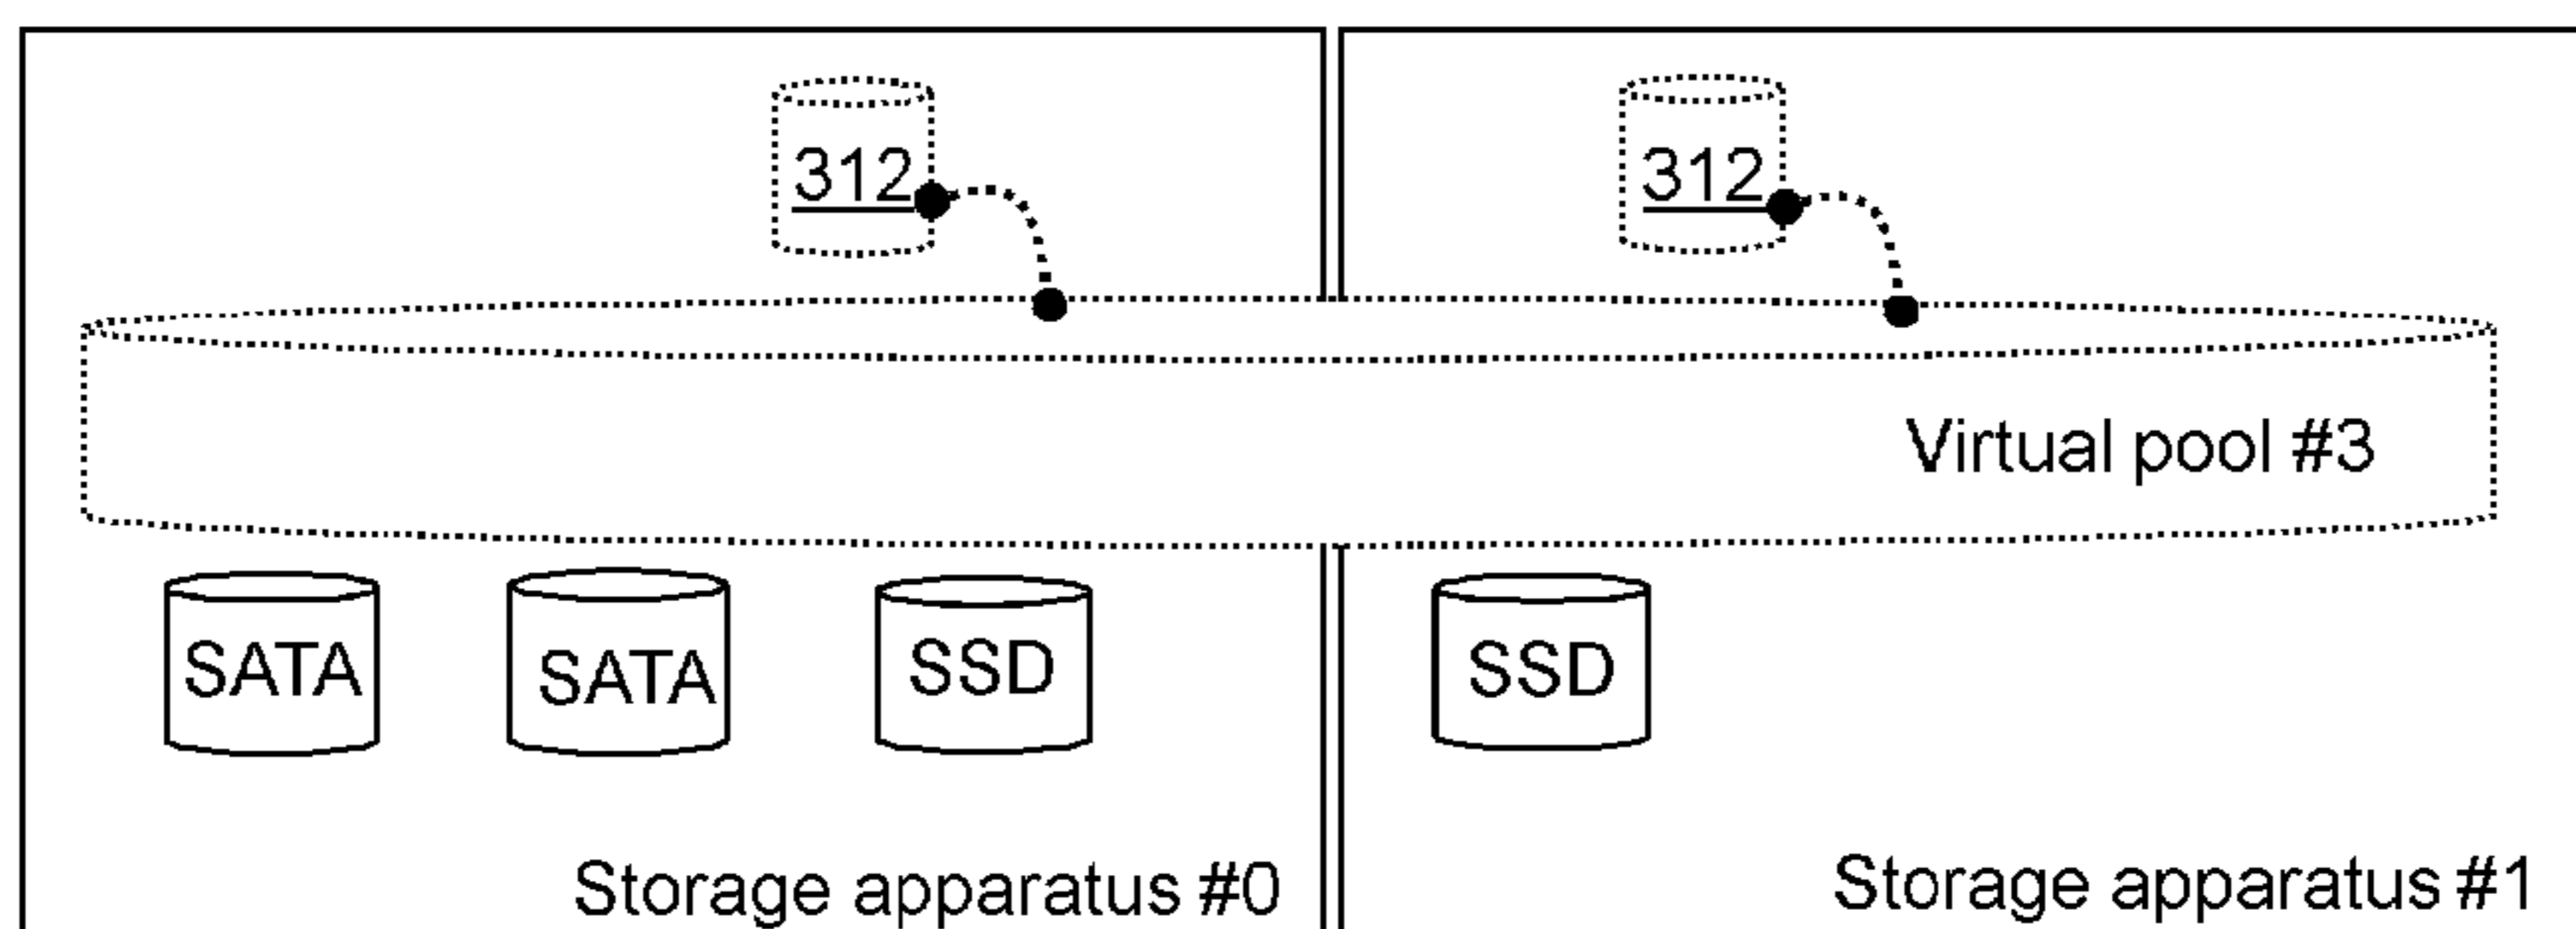 312
312
Virtual pool #3
SATA
SATA
SSD
SSD
Storage apparatus #0
Storage apparatus #1